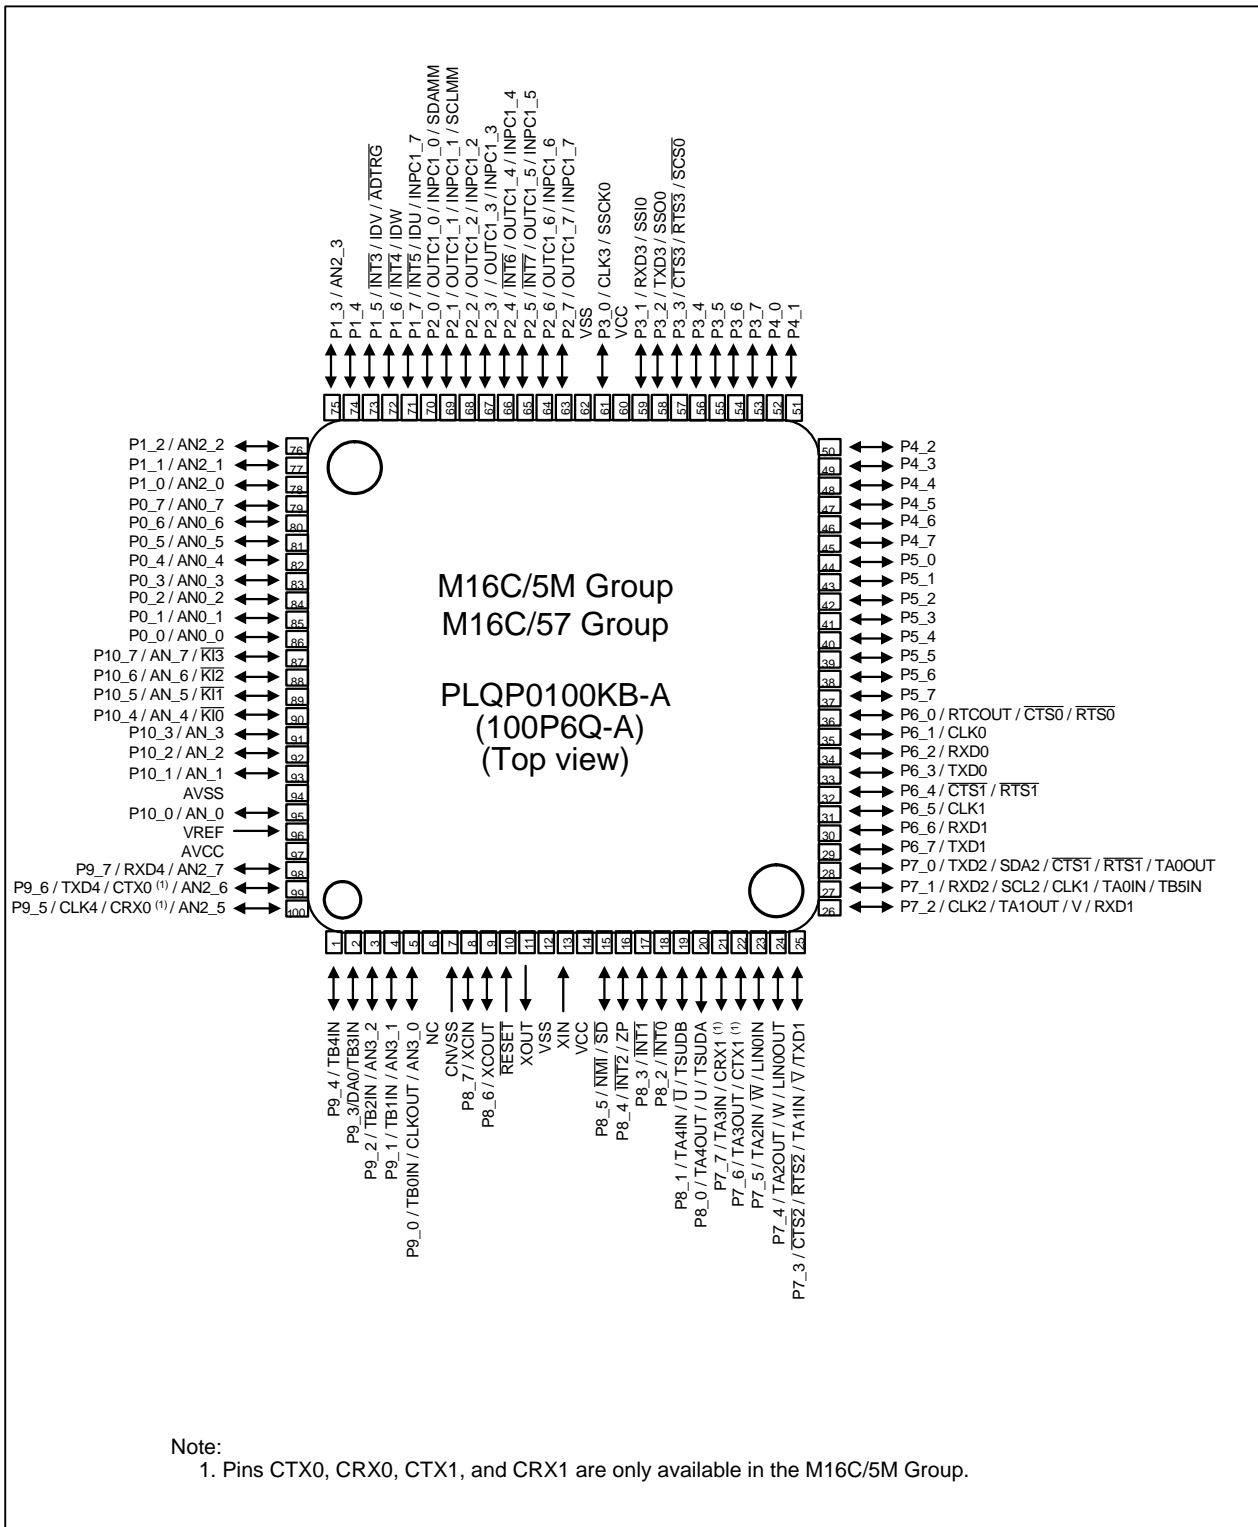 P1_3 / AN2_3
P1_4
P1_5 / INT3 / IDV / ADTRG
P1_6 / INT4 / IDW
P1_7 / INT5 / IDU / INPC1_7
P2_0 / OUTC1_0 / INPC1_0 / SDAMM
P2_1 / OUTC1_1 / INPC1_1 / SCLMM
P2_2 / OUTC1_2 / INPC1_2
P2_3 / / OUTC1_3 / INPC1_3
P2_4 / INT6 / OUTC1_4 / INPC1_4
P2_5 / INT7 / OUTC1_5 / INPC1_5
P2_6 / OUTC1_6 / INPC1_6
P2_7 / OUTC1_7 / INPC1_7
VSS
P3_0 / CLK3 / SSCK0
VCC
P3_1 / RXD3 / SSI0
P3_2 / TXD3 / SSO0
P3_3 / CTS3 / RTS3 / SCS0
P3_4
P3_5
P3_6
P3_7
P4_0
P4_1
75 74 73 72 71 70 69 68 67 66 65 64 63 62 61 60 59 58 57 56 55 54 53 52 51
P1_2 / AN2_2 76
P1_1 / AN2_1 77
P1_0 / AN2_0 78
P0_7 / AN0_7 79
P0_6 / AN0_6 80
P0_5 / AN0_5 81
P0_4 / AN0_4 82
P0_3 / AN0_3 83
P0_2 / AN0_2 84
P0_1 / AN0_1 85
P0_0 / AN0_0 86
P10_7 / AN_7 / KI3 87
P10_6 / AN_6 / KI2 88
P10_5 / AN_5 / KI1 89
P10_4 / AN_4 / KI0 90
P10_3 / AN_3 91
P10_2 / AN_2 92
P10_1 / AN_1 93
AVSS 94
P10_0 / AN_0 95
VREF 96
AVCC 97
P9_7 / RXD4 / AN2_7 98
P9_6 / TXD4 / CTX0 (1) / AN2_6 99
P9_5 / CLK4 / CRX0 (1) / AN2_5 100
M16C/5M Group
M16C/57 Group
PLQP0100KB-A
(100P6Q-A)
(Top view)
50 P4_2
49 P4_3
48 P4_4
47 P4_5
46 P4_6
45 P4_7
44 P5_0
43 P5_1
42 P5_2
41 P5_3
40 P5_4
39 P5_5
38 P5_6
37 P5_7
36 P6_0 / RTCOUT / CTS0 / RTS0
35 P6_1 / CLK0
34 P6_2 / RXD0
33 P6_3 / TXD0
32 P6_4 / CTS1 / RTS1
31 P6_5 / CLK1
30 P6_6 / RXD1
29 P6_7 / TXD1
28 P7_0 / TXD2 / SDA2 / CTS1 / RTS1 / TA0OUT
27 P7_1 / RXD2 / SCL2 / CLK1 / TA0IN / TB5IN
26 P7_2 / CLK2 / TA1OUT / V / RXD1
1 2 3 4 5 6 7 8 9 10 11 12 13 14 15 16 17 18 19 20 21 22 23 24 25
P9_4 / TB4IN
P9_3/DA0/TB3IN
P9_2 / TB2IN / AN3_2
P9_1 / TB1IN / AN3_1
P9_0 / TB0IN / CLKOUT / AN3_0
NC
CNVSS
P8_7 / XCIN
P8_6 / XCOUT
RESET
XOUT
VSS
XIN
VCC
P8_5 / NMI / SD
P8_4 / INT2 / ZP
P8_3 / INT1
P8_2 / INT0
P8_1 / TA4IN / U / TSUDB
P8_0 / TA4OUT / U / TSUDA
P7_7 / TA3IN / CRX1 (1)
P7_6 / TA3OUT / CTX1 (1)
P7_5 / TA2IN / W / LIN0IN
P7_4 / TA2OUT / W / LIN0OUT
P7_3 / CTS2 / RTS2 / TA1IN / V /TXD1
Note:
1. Pins CTX0, CRX0, CTX1, and CRX1 are only available in the M16C/5M Group.